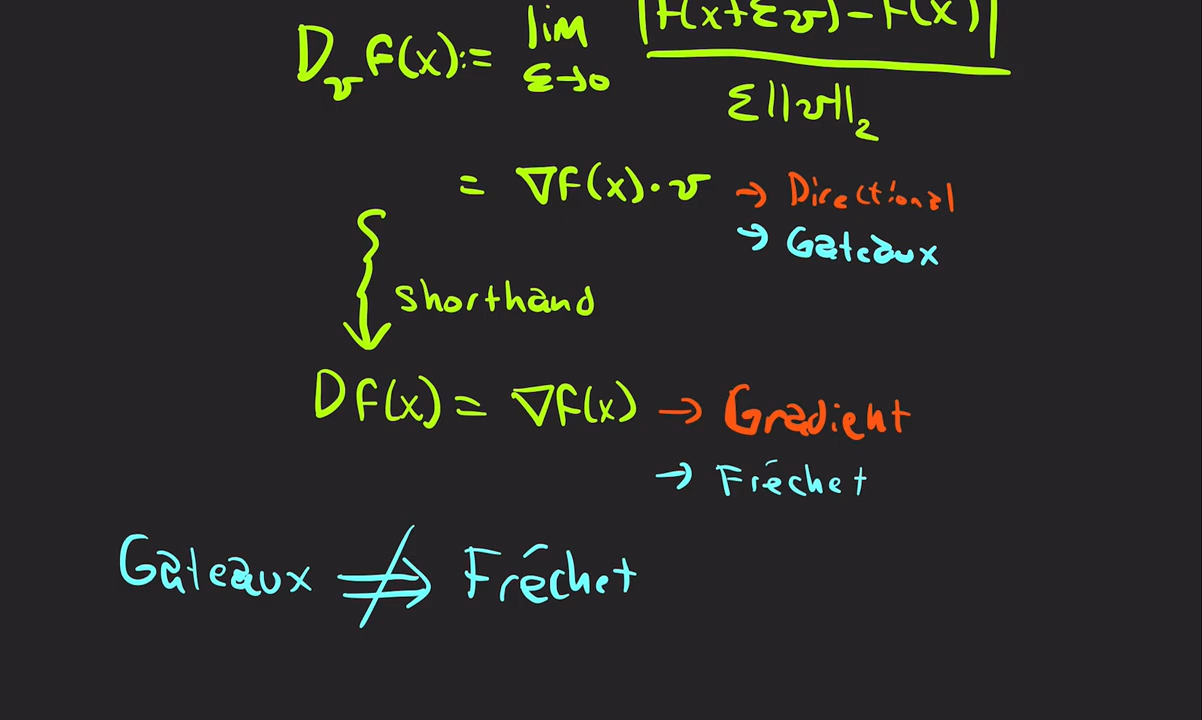 D_v F(x) := lim_{ε→0} |F(x+εv) - F(x)| / ε||v||_2
= ∇F(x)·v → Directional
→ Gateaux
shorthand
DF(x) = ∇F(x) → Gradient
→ Fréchet
Gateaux ⇏ Fréchet